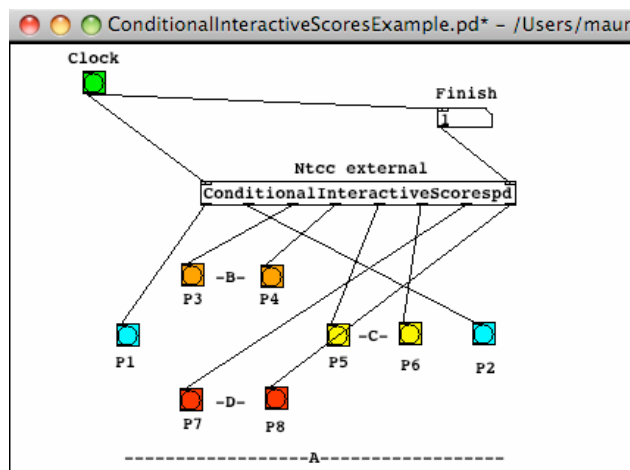 ConditionalInteractiveScoresExample.pd* - /Users/maur
Clock
Finish
1
Ntcc external
ConditionalInteractiveScorespd
P3 -B- P4
P1 P5 -C- P6 P2
P7 -D- P8
------------------A------------------